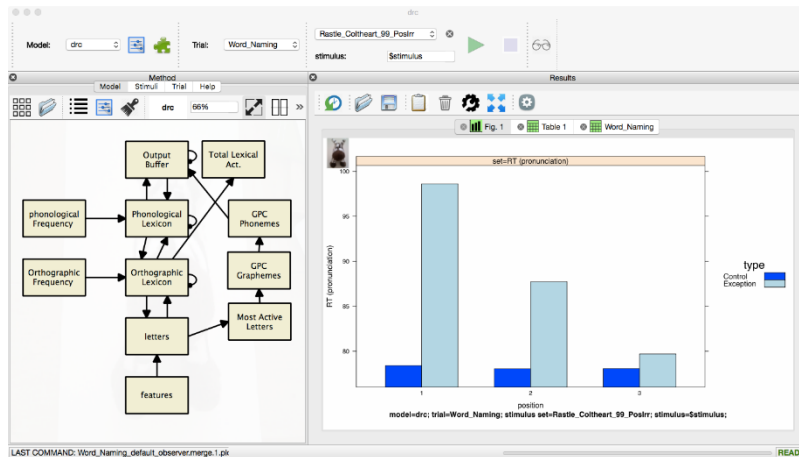 drc
Model: drc
Trial: Word_Naming
Rastle_Coltheart_99_PosIrr
stimulus: $stimulus
Method
Model Stimuli Trial Help
drc 66% »
Output Buffer
Total Lexical Act.
phonological Frequency
Phonological Lexicon
GPC Phonemes
Orthographic Frequency
Orthographic Lexicon
GPC Graphemes
letters
Most Active Letters
features
Results
Fig. 1 Table 1 Word_Naming
set=RT (pronunciation)
RT (pronunciation)
100
95
90
85
80
1 2 3
position
type
Control
Exception
model=drc; trial=Word_Naming; stimulus set=Rastle_Coltheart_99_PosIrr; stimulus=$stimulus;
LAST COMMAND: Word_Naming_default_observer.merge.1.pl
READ